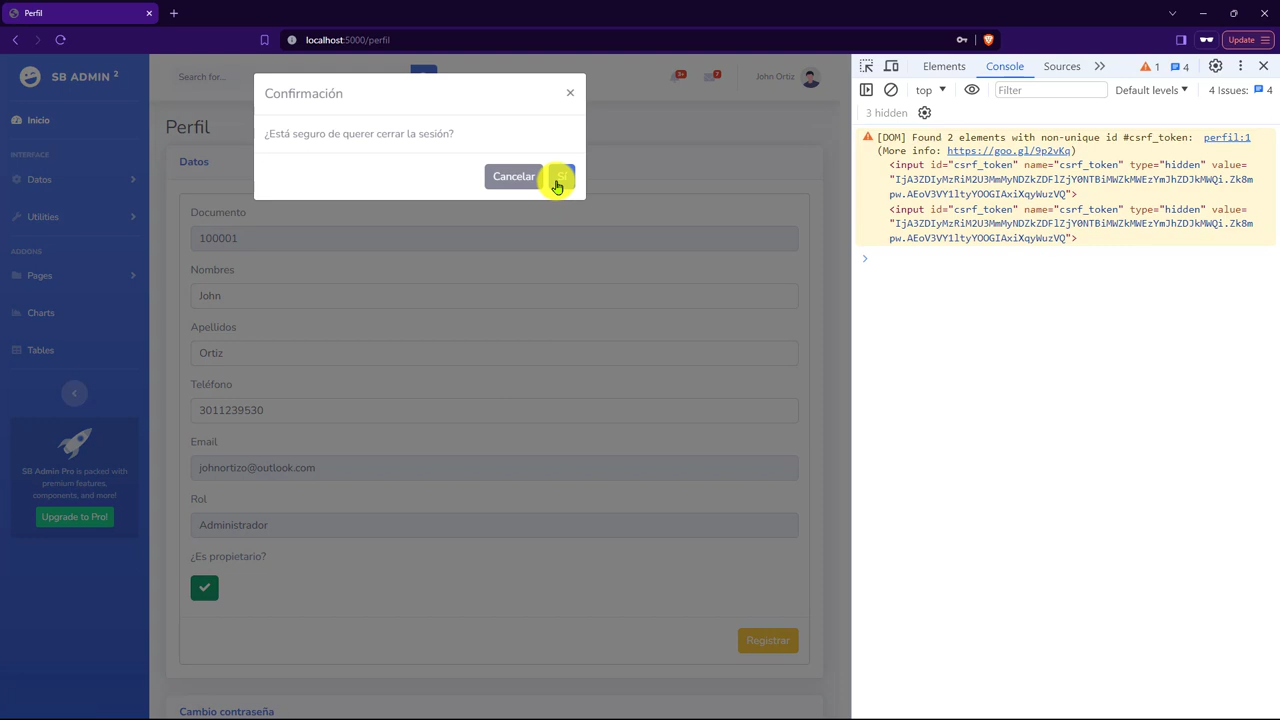 Perfil
localhost:5000/perfil
Update
SB ADMIN 2
Search for...
3+
7
John Ortiz
Inicio
INTERFACE
Datos
Utilities
ADDONS
Pages
Charts
Tables
SB Admin Pro is packed with
premium features,
components, and more!
Upgrade to Pro!
Confirmación
¿Está seguro de querer cerrar la sesión?
Cancelar
Sí
Perfil
Datos
Documento
100001
Nombres
John
Apellidos
Ortiz
Teléfono
3011239530
Email
johnortizo@outlook.com
Rol
Administrador
¿Es propietario?
Registrar
Cambio contraseña
Elements
Console
Sources
1
4
top
Filter
Default levels
4 Issues:
4
3 hidden
[DOM] Found 2 elements with non-unique id #csrf_token: perfil:1
(More info: https://goo.gl/9p2vKq)
<input id="csrf_token" name="csrf_token" type="hidden" value=
"IjA3ZDIyMzRiM2U3MmMyNDZkZDFlZjY0NTBiMWZkMWEzYmJhZDJkMWQi.Zk8m
pw.AEoV3VY1ltyYOOGIAxiXqyWuzVQ">
<input id="csrf_token" name="csrf_token" type="hidden" value=
"IjA3ZDIyMzRiM2U3MmMyNDZkZDFlZjY0NTBiMWZkMWEzYmJhZDJkMWQi.Zk8m
pw.AEoV3VY1ltyYOOGIAxiXqyWuzVQ">